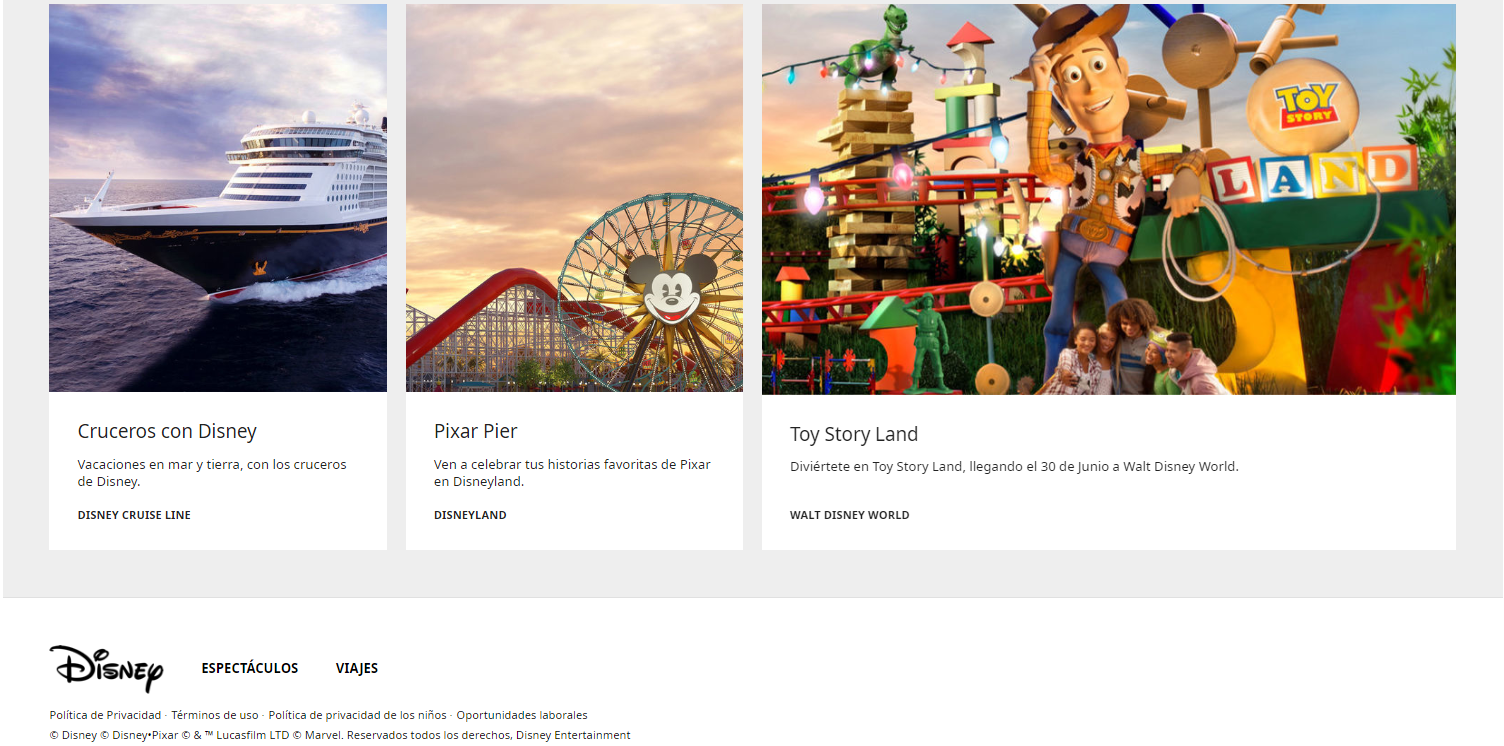 TOY
STORY
LAND
Cruceros con Disney
Vacaciones en mar y tierra, con los cruceros
de Disney.
DISNEY CRUISE LINE
Pixar Pier
Ven a celebrar tus historias favoritas de Pixar
en Disneyland.
DISNEYLAND
Toy Story Land
Diviértete en Toy Story Land, llegando el 30 de Junio a Walt Disney World.
WALT DISNEY WORLD
Disney ESPECTÁCULOS VIAJES
Política de Privacidad · Términos de uso · Política de privacidad de los niños · Oportunidades laborales
© Disney © Disney•Pixar © & ™ Lucasfilm LTD © Marvel. Reservados todos los derechos, Disney Entertainment